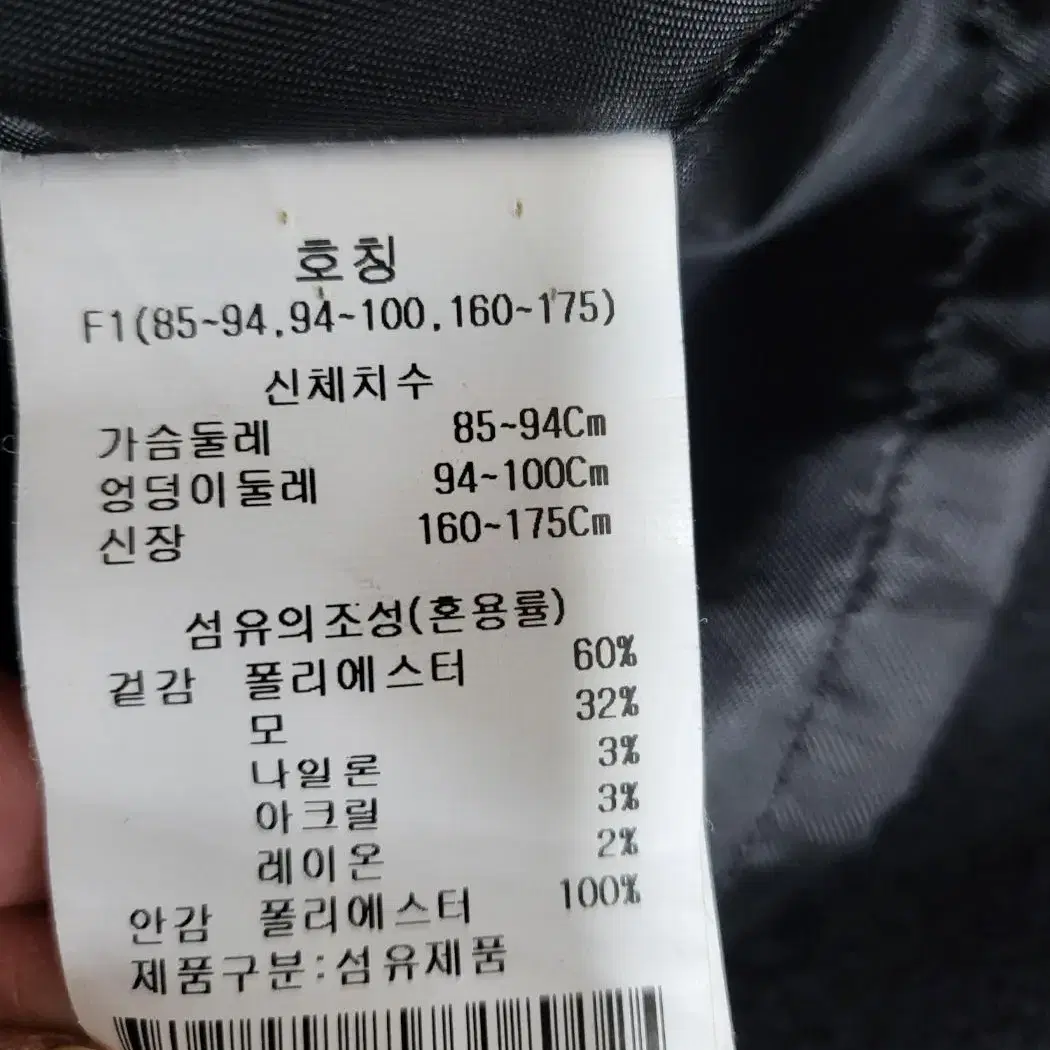 호칭
F1(85~94.94~100.160~175)
신체치수
가슴둘레 85~94Cm
엉덩이둘레 94~100Cm
신장 160~175Cm
섬유의조성(혼용률)
겉감 폴리에스터 60%
모 32%
나일론 3%
아크릴 3%
레이온 2%
안감 폴리에스터 100%
제품구분:섬유제품